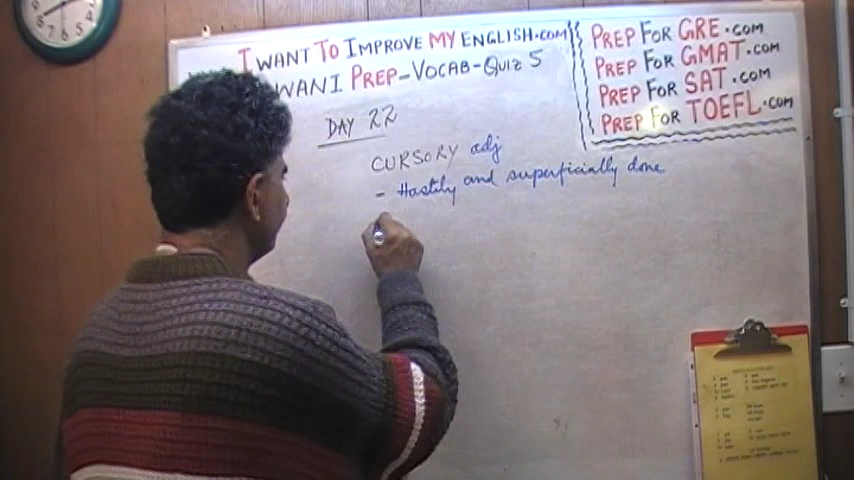 I WANT TO IMPROVE MY ENGLISH.COM
WANI PREP-VOCAB-QUIZ 5
PREP FOR GRE.COM
PREP FOR GMAT.COM
PREP FOR SAT.COM
PREP FOR TOEFL.COM
DAY 22
CURSORY adj
- Hastily and superficially done